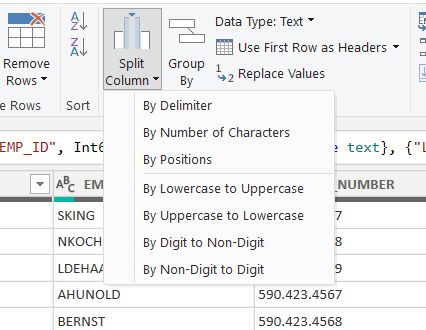 Data Type: Text
Remove
Rows
Split
Column
Group
By
Use First Row as Headers
1
2
Replace Values
A
Z
Z
A
e Rows
Sort
By Delimiter
By Number of Characters
By Positions
By Lowercase to Uppercase
By Uppercase to Lowercase
By Digit to Non-Digit
By Non-Digit to Digit
EMP_ID", Int6
e text}, {"L
ABC
EM
_NUMBER
SKING
7
NKOCH
8
LDEHAA
9
AHUNOLD
590.423.4567
BERNST
590.423.4568